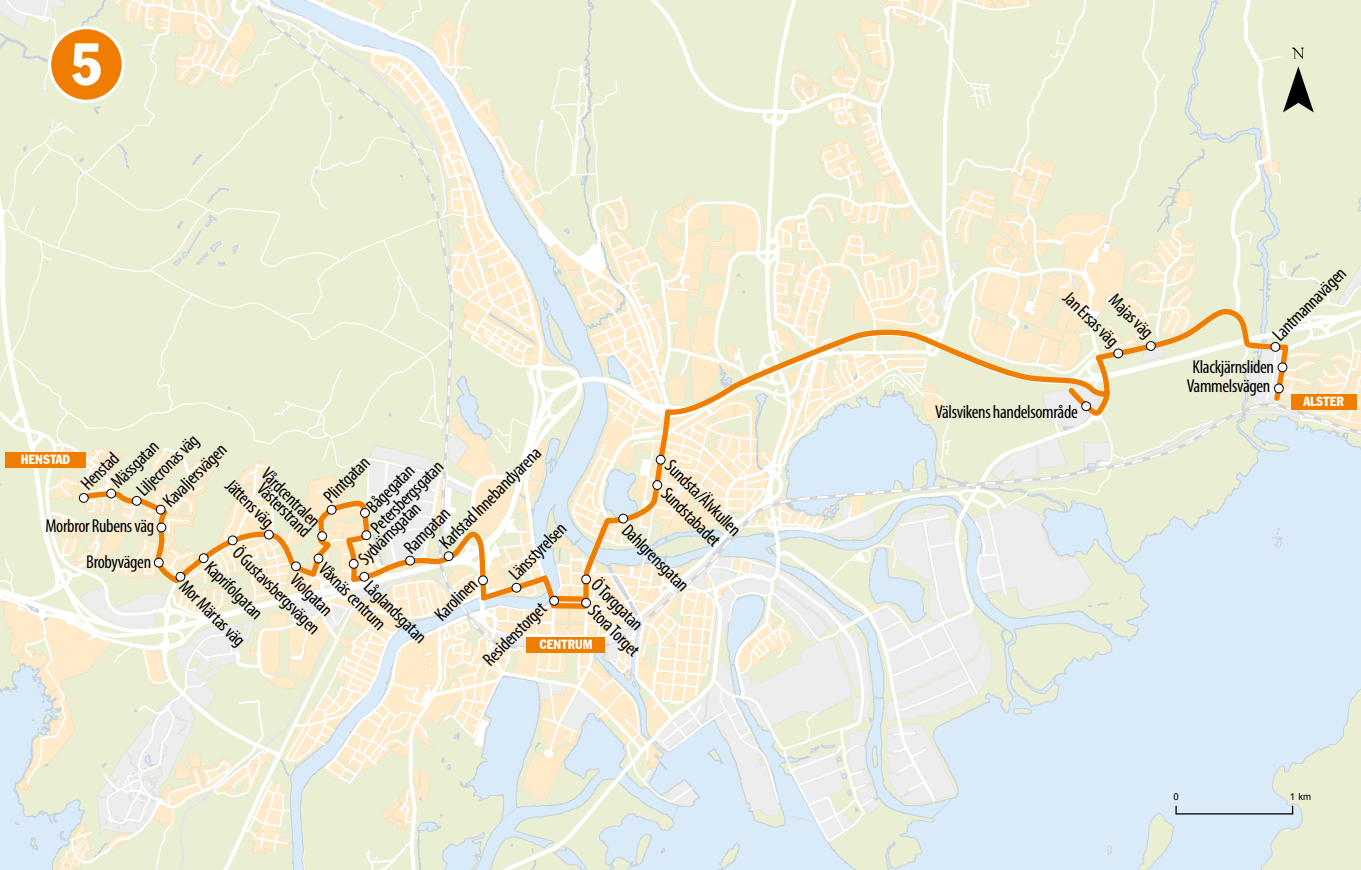 5
N
HENSTAD
Henstad
Mässgatan
Liljecronas väg
Kavaljersvägen
Morbror Rubens väg
Brobyvägen
Mor Märtas väg
Kaprifolgatan
Ö Gustavsbergsvägen
Jättens väg
Violgatan
Våxnäs centrum
Vårdcentralen
Västerstrand
Plintgatan
Bågegatan
Petersbergsgatan
Sydvärnsgatan
Låglandsgatan
Ramgatan
Karlstad Innebandyarena
Karolinen
Länsstyrelsen
Residenstorget
CENTRUM
Stora Torget
Ö Torggatan
Dahlgrensgatan
Sundstabadet
Sundsta/Älvkullen
Välsvikens handelsområde
Jan Ersas väg
Majas väg
Lantmannavägen
Klackjärnsliden
Vammelsvägen
ALSTER
0 1 km